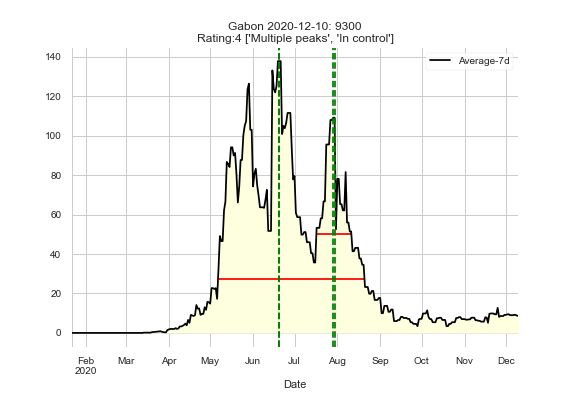 Gabon 2020-12-10: 9300
Rating:4 ['Multiple peaks', 'In control']
Average-7d
140
120
100
80
60
40
20
0
Feb Mar Apr May Jun Jul Aug Sep Oct Nov Dec
2020
Date